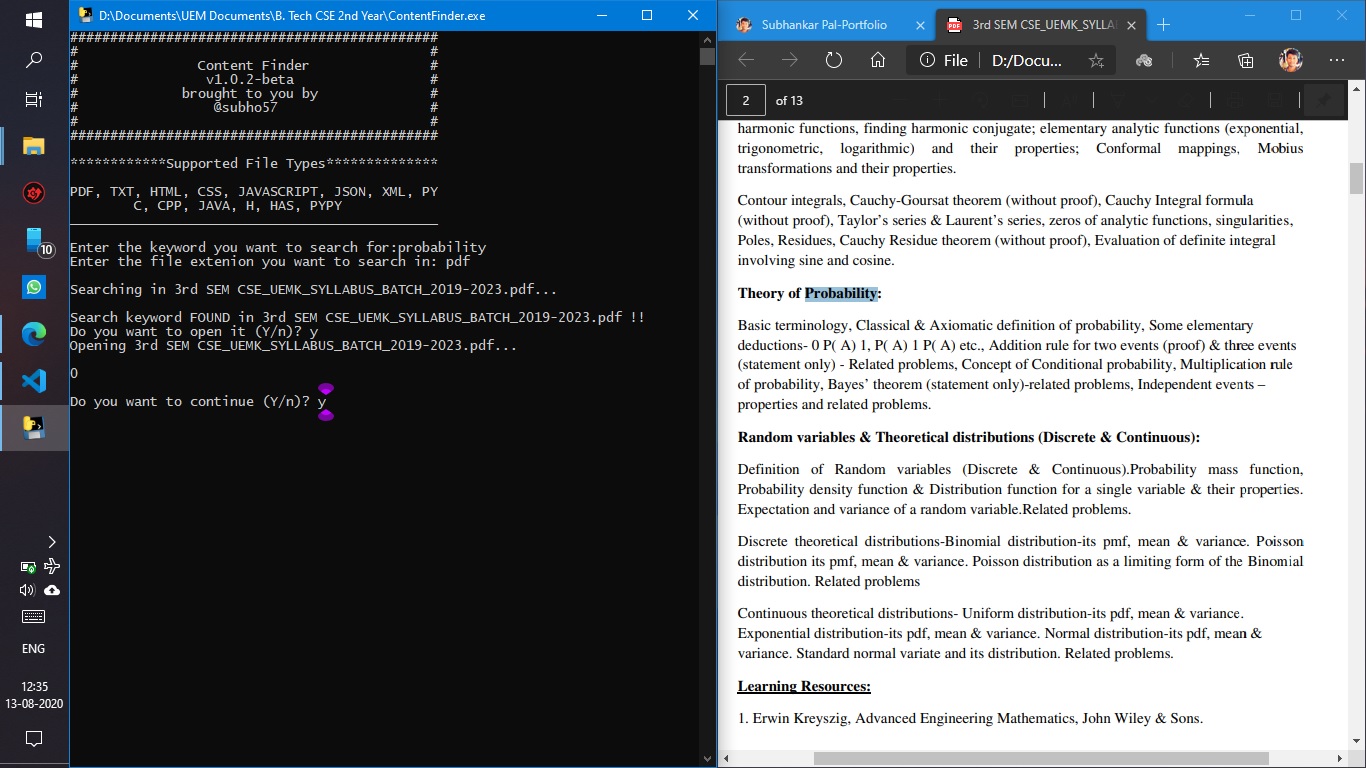 D:\Documents\UEM Documents\B. Tech CSE 2nd Year\ContentFinder.exe
##############################################
# #
# Content Finder #
# v1.0.2-beta #
# brought to you by #
# @subho57 #
# #
##############################################
************Supported File Types**************
PDF, TXT, HTML, CSS, JAVASCRIPT, JSON, XML, PY
C, CPP, JAVA, H, HAS, PYPY
______________________________________________
Enter the keyword you want to search for:probability
Enter the file extenion you want to search in: pdf
Searching in 3rd SEM CSE_UEMK_SYLLABUS_BATCH_2019-2023.pdf...
Search keyword FOUND in 3rd SEM CSE_UEMK_SYLLABUS_BATCH_2019-2023.pdf !!
Do you want to open it (Y/n)? y
Opening 3rd SEM CSE_UEMK_SYLLABUS_BATCH_2019-2023.pdf...
0
Do you want to continue (Y/n)? y
10
ENG
12:35
13-08-2020
Subhankar Pal-Portfolio
PDF
3rd SEM CSE_UEMK_SYLLA
File
D:/Docu...
2 of 13
harmonic functions, finding harmonic conjugate; elementary analytic functions (exponential,
trigonometric, logarithmic) and their properties; Conformal mappings, Mobius
transformations and their properties.
Contour integrals, Cauchy-Goursat theorem (without proof), Cauchy Integral formula
(without proof), Taylor's series & Laurent's series, zeros of analytic functions, singularities,
Poles, Residues, Cauchy Residue theorem (without proof), Evaluation of definite integral
involving sine and cosine.
Theory of Probability:
Basic terminology, Classical & Axiomatic definition of probability, Some elementary
deductions- 0 P( A) 1, P( A) 1 P( A) etc., Addition rule for two events (proof) & three events
(statement only) - Related problems, Concept of Conditional probability, Multiplication rule
of probability, Bayes' theorem (statement only)-related problems, Independent events –
properties and related problems.
Random variables & Theoretical distributions (Discrete & Continuous):
Definition of Random variables (Discrete & Continuous).Probability mass function,
Probability density function & Distribution function for a single variable & their properties.
Expectation and variance of a random variable.Related problems.
Discrete theoretical distributions-Binomial distribution-its pmf, mean & variance. Poisson
distribution its pmf, mean & variance. Poisson distribution as a limiting form of the Binomial
distribution. Related problems
Continuous theoretical distributions- Uniform distribution-its pdf, mean & variance.
Exponential distribution-its pdf, mean & variance. Normal distribution-its pdf, mean &
variance. Standard normal variate and its distribution. Related problems.
Learning Resources:
1. Erwin Kreyszig, Advanced Engineering Mathematics, John Wiley & Sons.